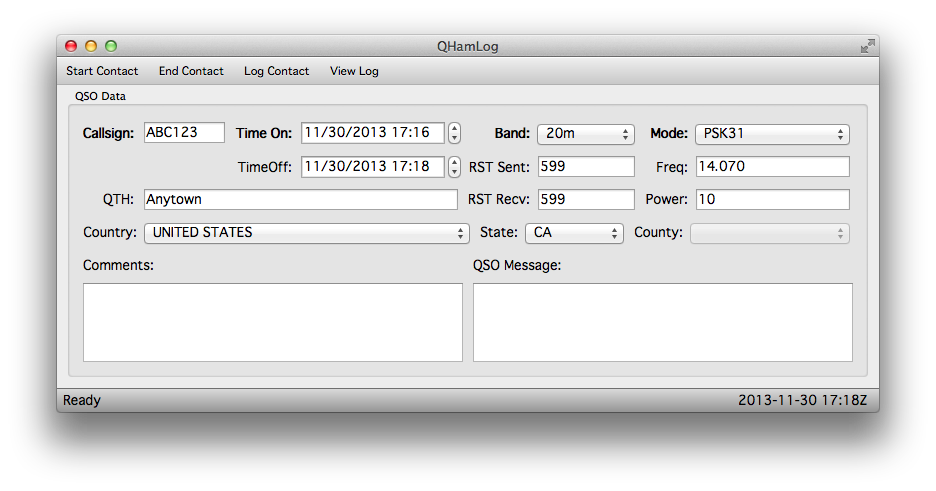 QHamLog
Start Contact End Contact Log Contact View Log
QSO Data
Callsign: ABC123 Time On: 11/30/2013 17:16 Band: 20m Mode: PSK31
TimeOff: 11/30/2013 17:18 RST Sent: 599 Freq: 14.070
QTH: Anytown RST Recv: 599 Power: 10
Country: UNITED STATES State: CA County:
Comments: QSO Message:
Ready 2013-11-30 17:18Z